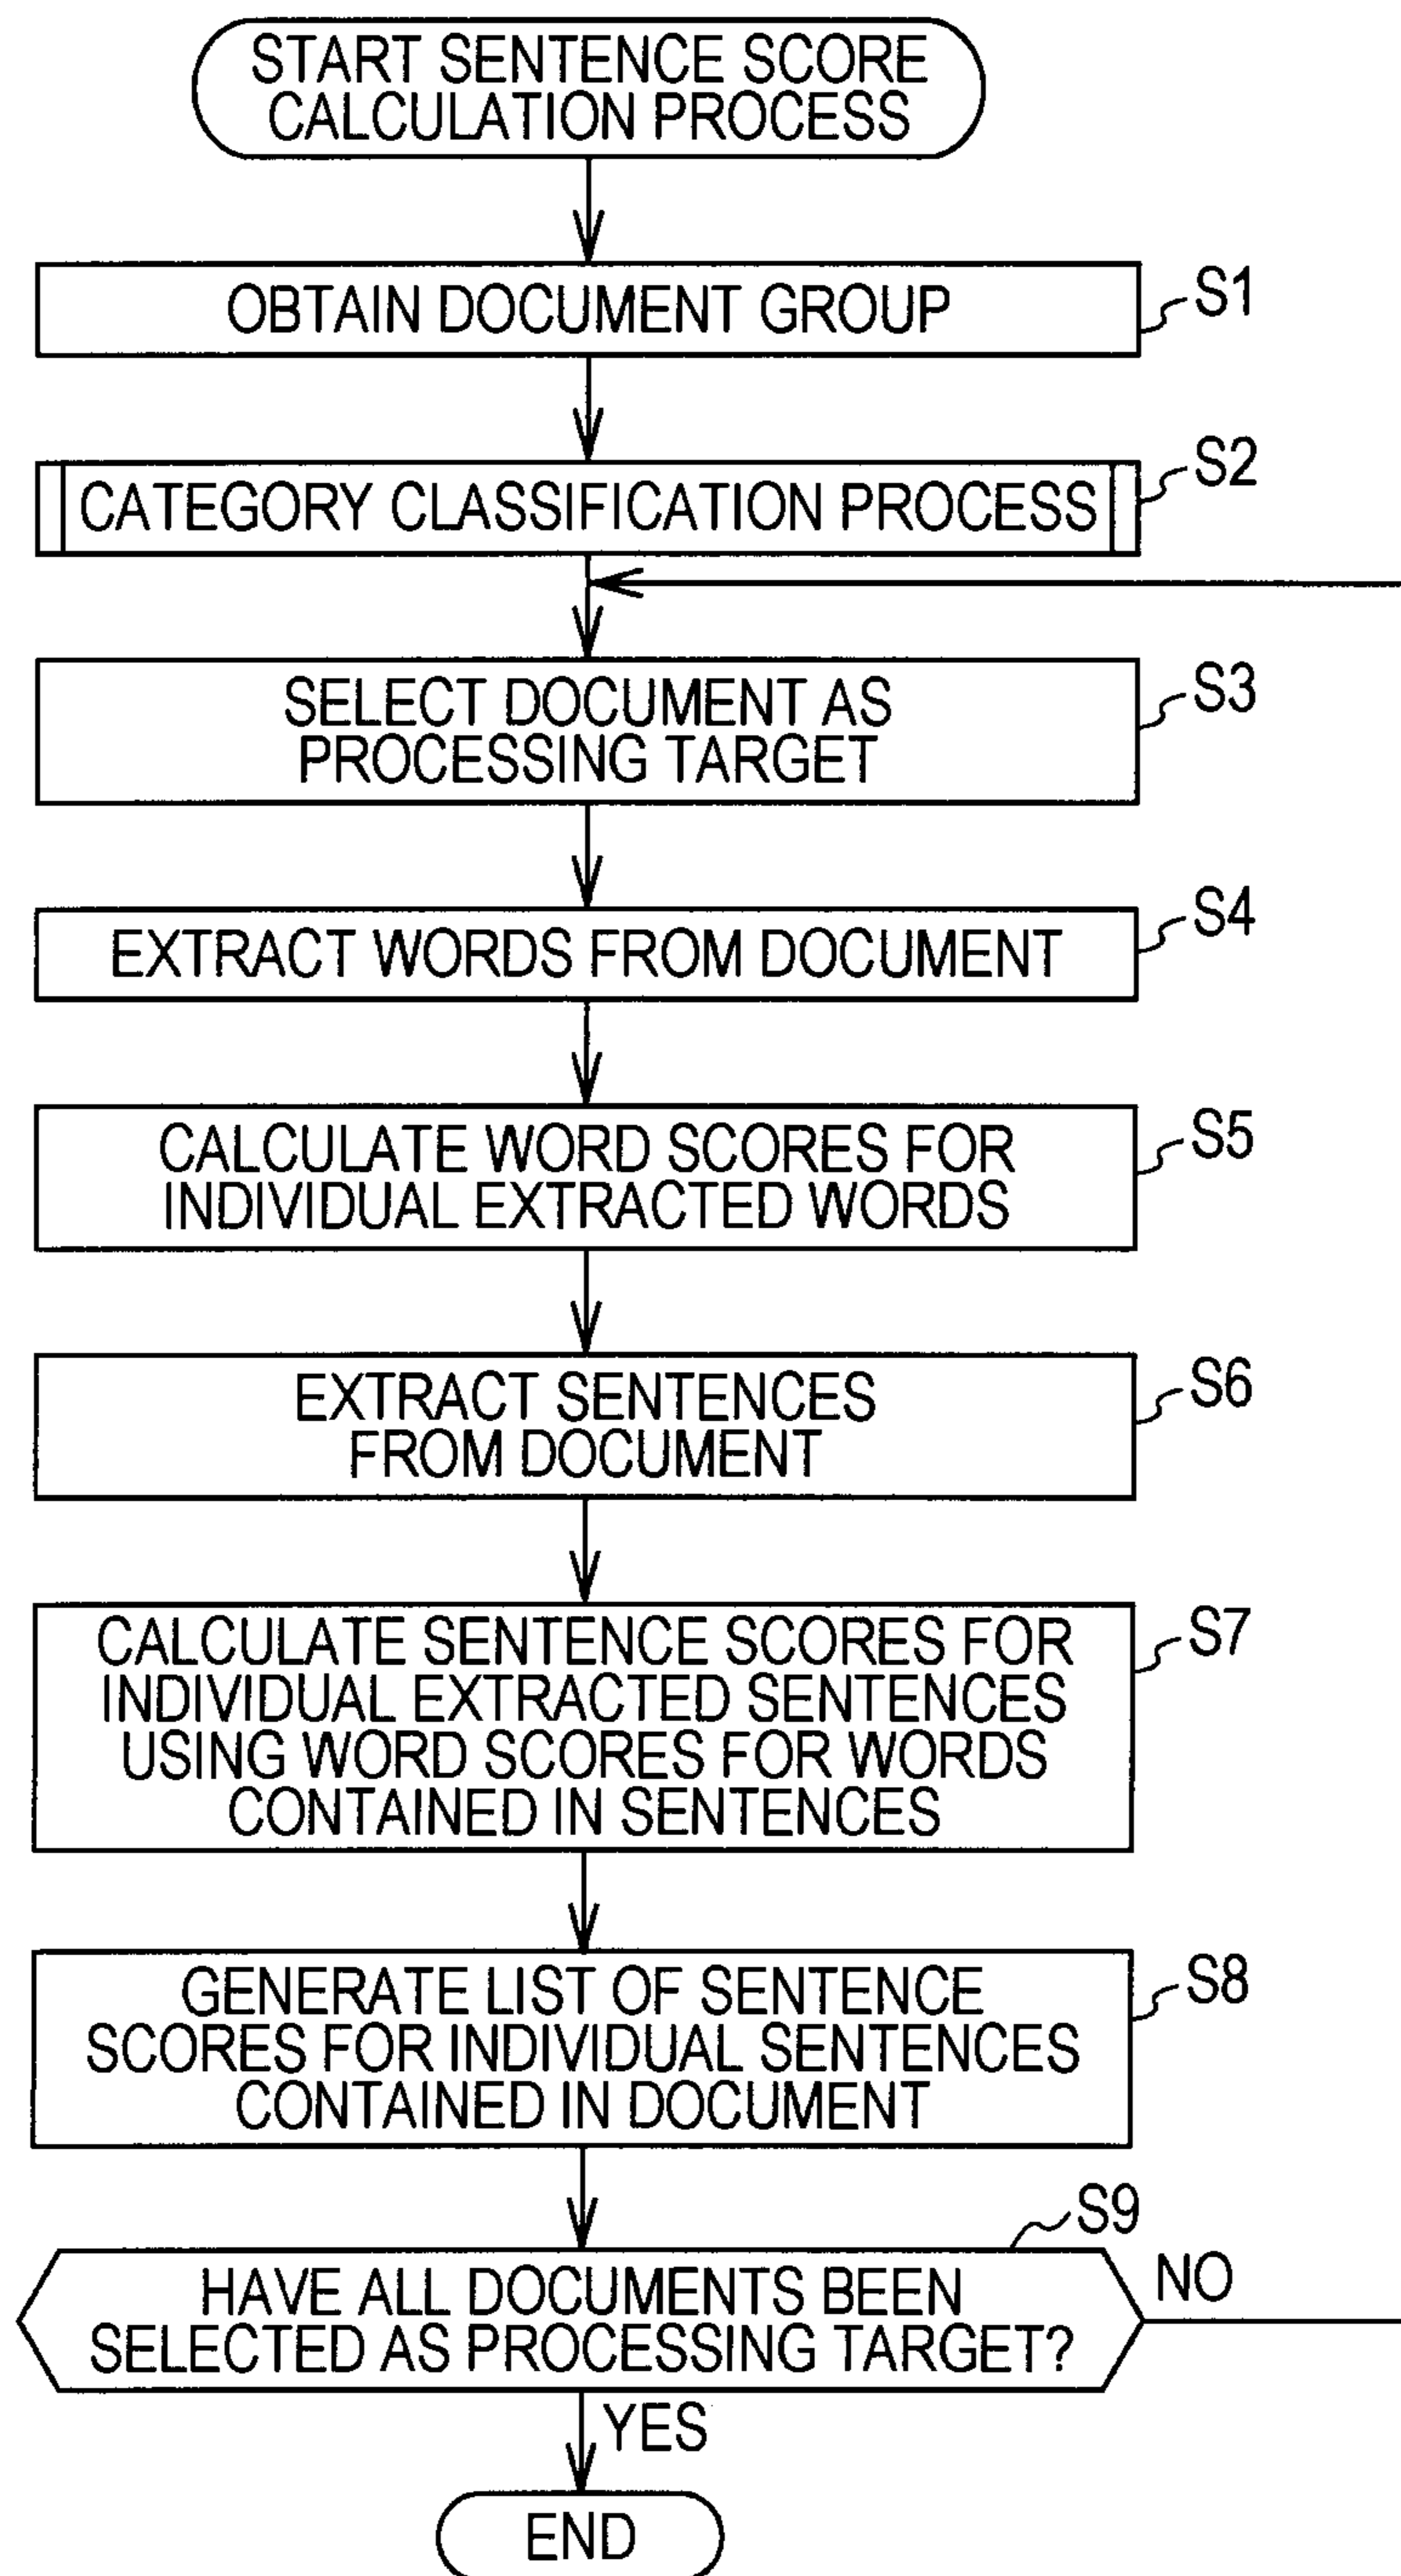 START SENTENCE SCORE
CALCULATION PROCESS
OBTAIN DOCUMENT GROUP
S1
CATEGORY CLASSIFICATION PROCESS
S2
SELECT DOCUMENT AS
PROCESSING TARGET
S3
EXTRACT WORDS FROM DOCUMENT
S4
CALCULATE WORD SCORES FOR
INDIVIDUAL EXTRACTED WORDS
S5
EXTRACT SENTENCES
FROM DOCUMENT
S6
CALCULATE SENTENCE SCORES FOR
INDIVIDUAL EXTRACTED SENTENCES
USING WORD SCORES FOR WORDS
CONTAINED IN SENTENCES
S7
GENERATE LIST OF SENTENCE
SCORES FOR INDIVIDUAL SENTENCES
CONTAINED IN DOCUMENT
S8
HAVE ALL DOCUMENTS BEEN
SELECTED AS PROCESSING TARGET?
S9
NO
YES
END